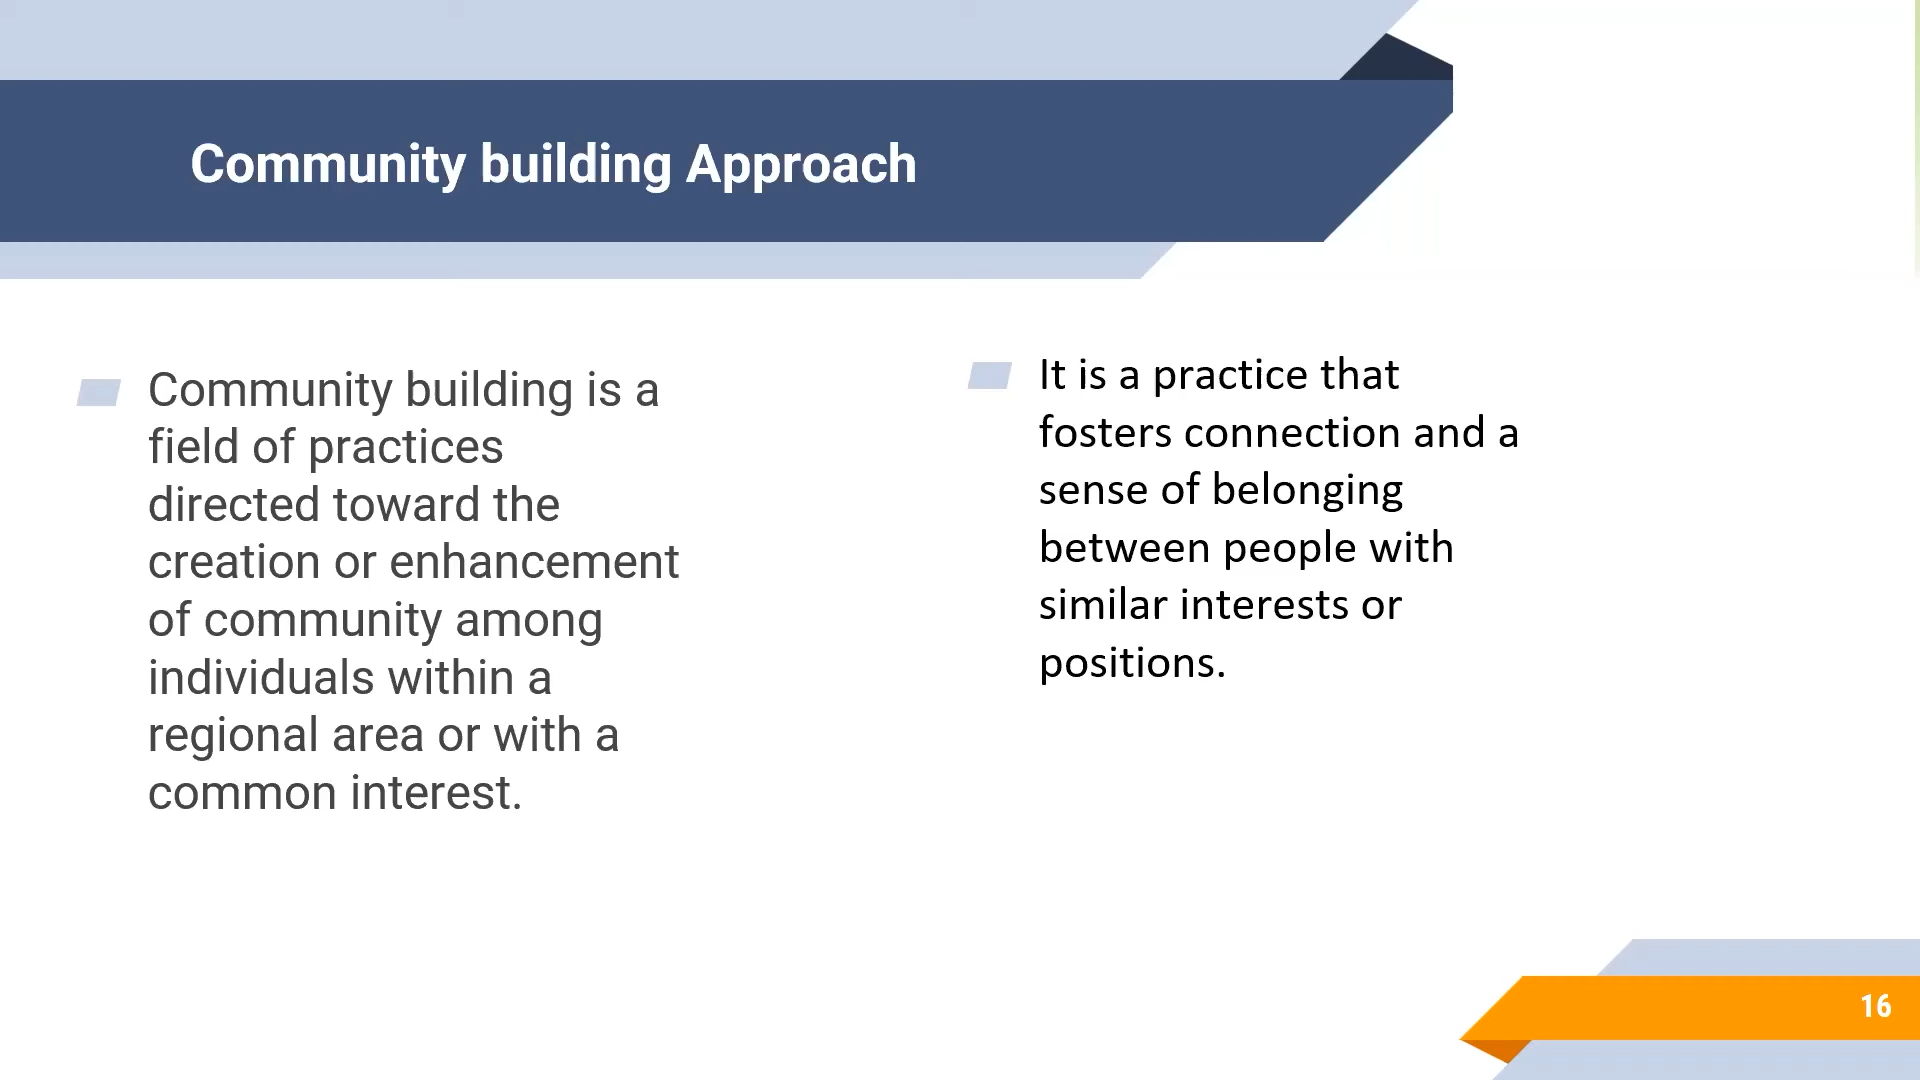 Community building Approach
Community building is a
field of practices
directed toward the
creation or enhancement
of community among
individuals within a
regional area or with a
common interest.
It is a practice that
fosters connection and a
sense of belonging
between people with
similar interests or
positions.
16